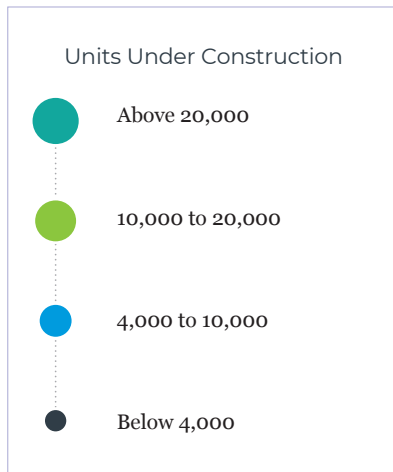 Units Under Construction
Above 20,000
10,000 to 20,000
4,000 to 10,000
Below 4,000